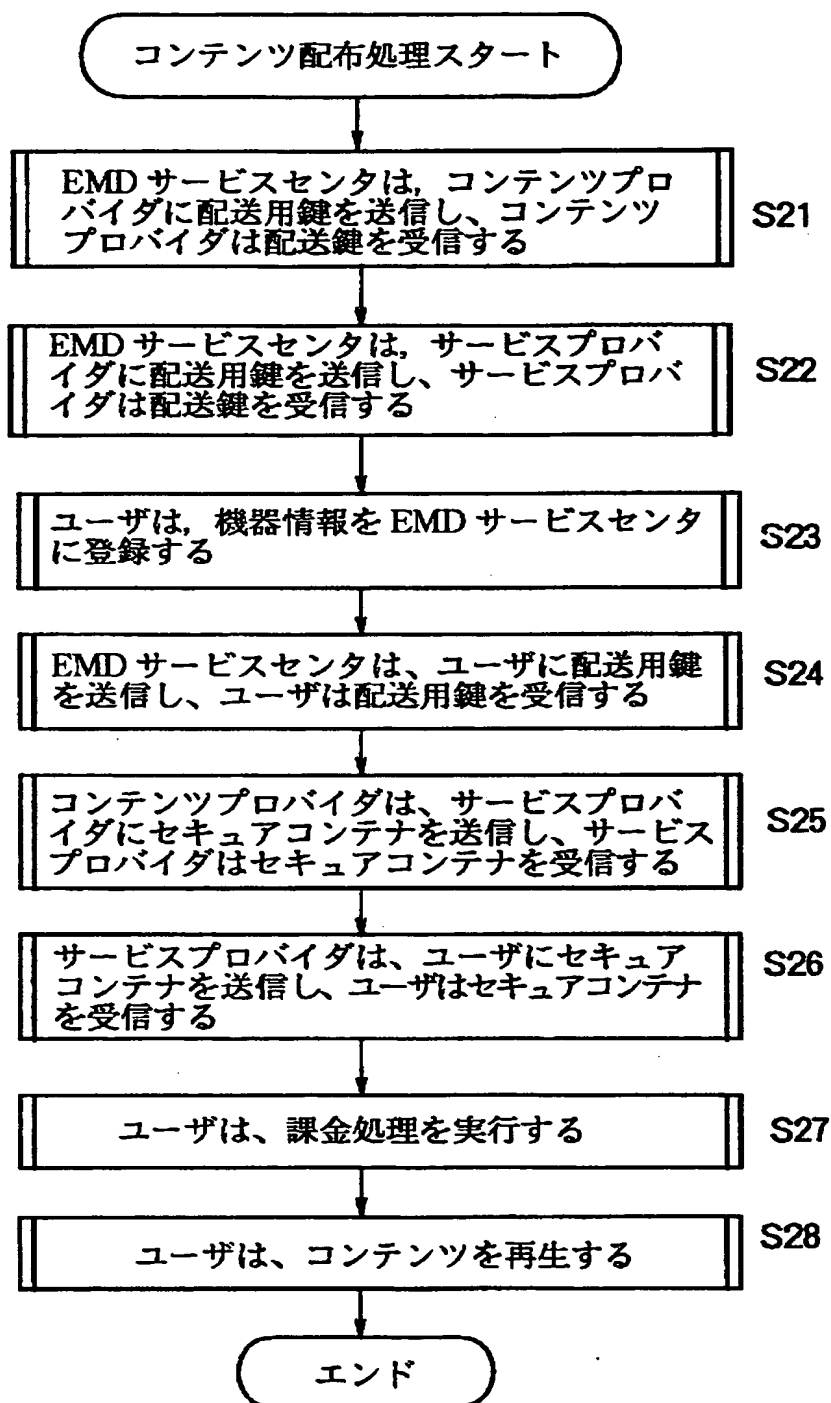 コンテンツ配布処理スタート
EMD サービスセンタは，コンテンツプロ
バイダに配送用鍵を送信し、コンテンツ
プロバイダは配送鍵を受信する
S21
EMD サービスセンタは，サービスプロバ
イダに配送用鍵を送信し、サービスプロバ
イダは配送鍵を受信する
S22
ユーザは，機器情報を EMD サービスセンタ
に登録する
S23
EMD サービスセンタは、ユーザに配送用鍵
を送信し、ユーザは配送用鍵を受信する
S24
コンテンツプロバイダは、サービスプロバ
イダにセキュアコンテナを送信し、サービス
プロバイダはセキュアコンテナを受信する
S25
サービスプロバイダは、ユーザにセキュア
コンテナを送信し、ユーザはセキュアコンテナ
を受信する
S26
ユーザは、課金処理を実行する
S27
ユーザは、コンテンツを再生する
S28
エンド